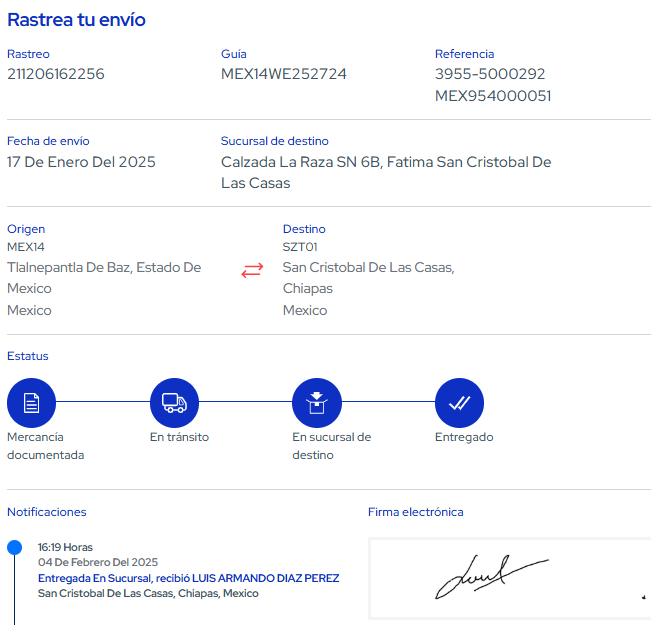 Rastrea tu envío
Rastreo
211206162256
Guía
MEX14WE252724
Referencia
3955-5000292
MEX954000051
Fecha de envío
17 De Enero Del 2025
Sucursal de destino
Calzada La Raza SN 6B, Fatima San Cristobal De
Las Casas
Origen
MEX14
Tlalnepantla De Baz, Estado De
Mexico
Mexico
Destino
SZT01
San Cristobal De Las Casas,
Chiapas
Mexico
Estatus
Mercancía
documentada
En tránsito
En sucursal de
destino
Entregado
Notificaciones
16:19 Horas
04 De Febrero Del 2025
Entregada En Sucursal, recibió LUIS ARMANDO DIAZ PEREZ
San Cristobal De Las Casas, Chiapas, Mexico
Firma electrónica